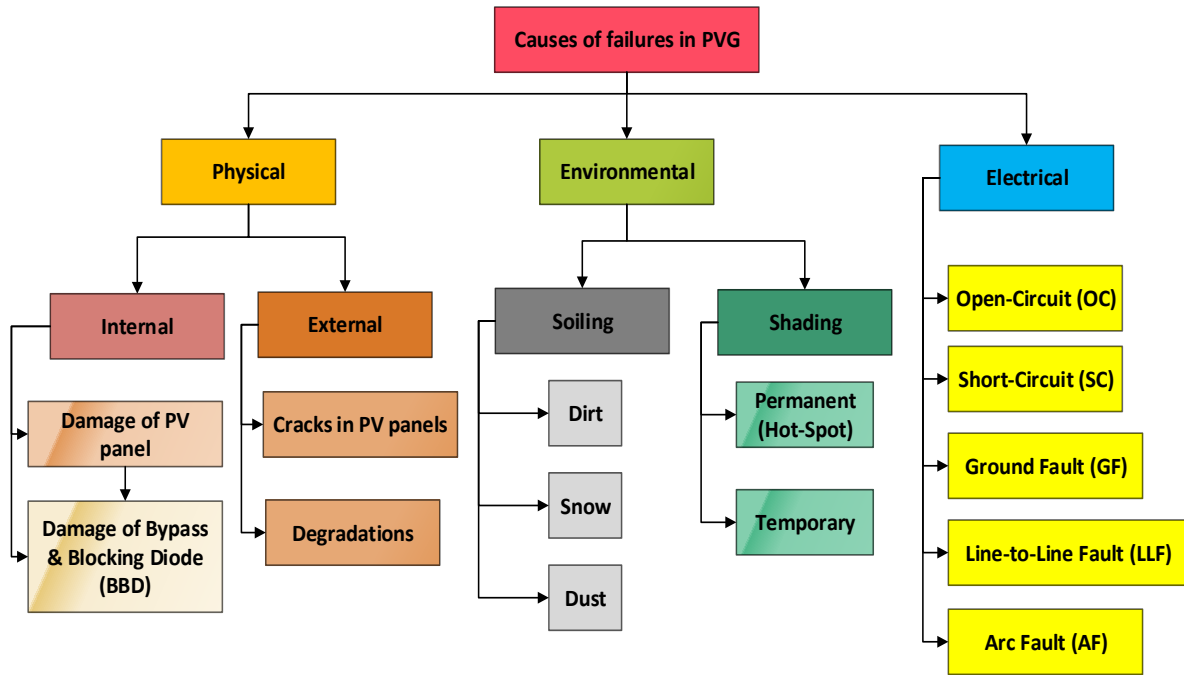 Causes of failures in PVG
Physical
Environmental
Electrical
Internal
External
Soiling
Shading
Damage of PV
panel
Damage of Bypass
& Blocking Diode
(BBD)
Cracks in PV panels
Degradations
Dirt
Snow
Dust
Permanent
(Hot-Spot)
Temporary
Open-Circuit (OC)
Short-Circuit (SC)
Ground Fault (GF)
Line-to-Line Fault (LLF)
Arc Fault (AF)